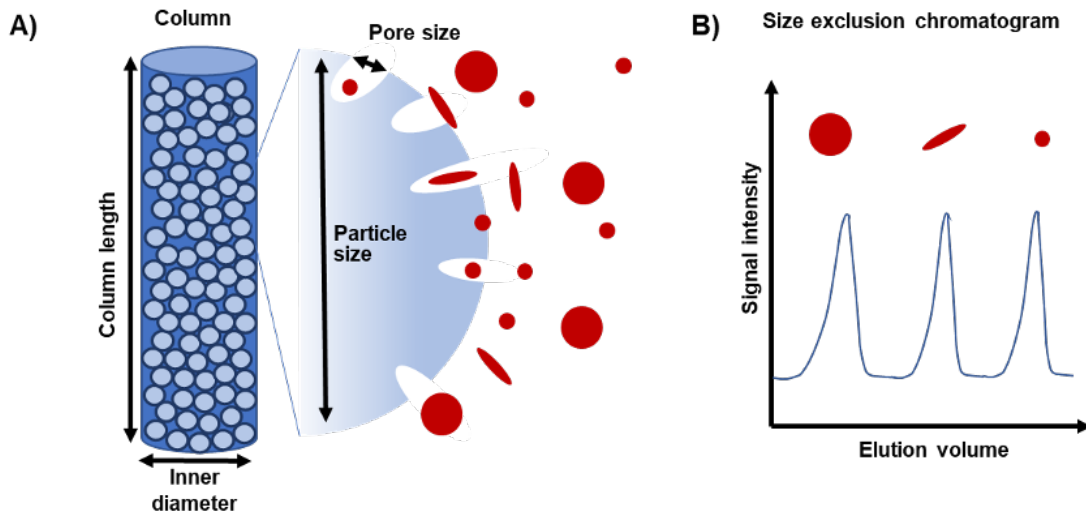 A)
Column
Pore size
Column length
Particle
size
Inner
diameter
B)
Size exclusion chromatogram
Signal intensity
Elution volume